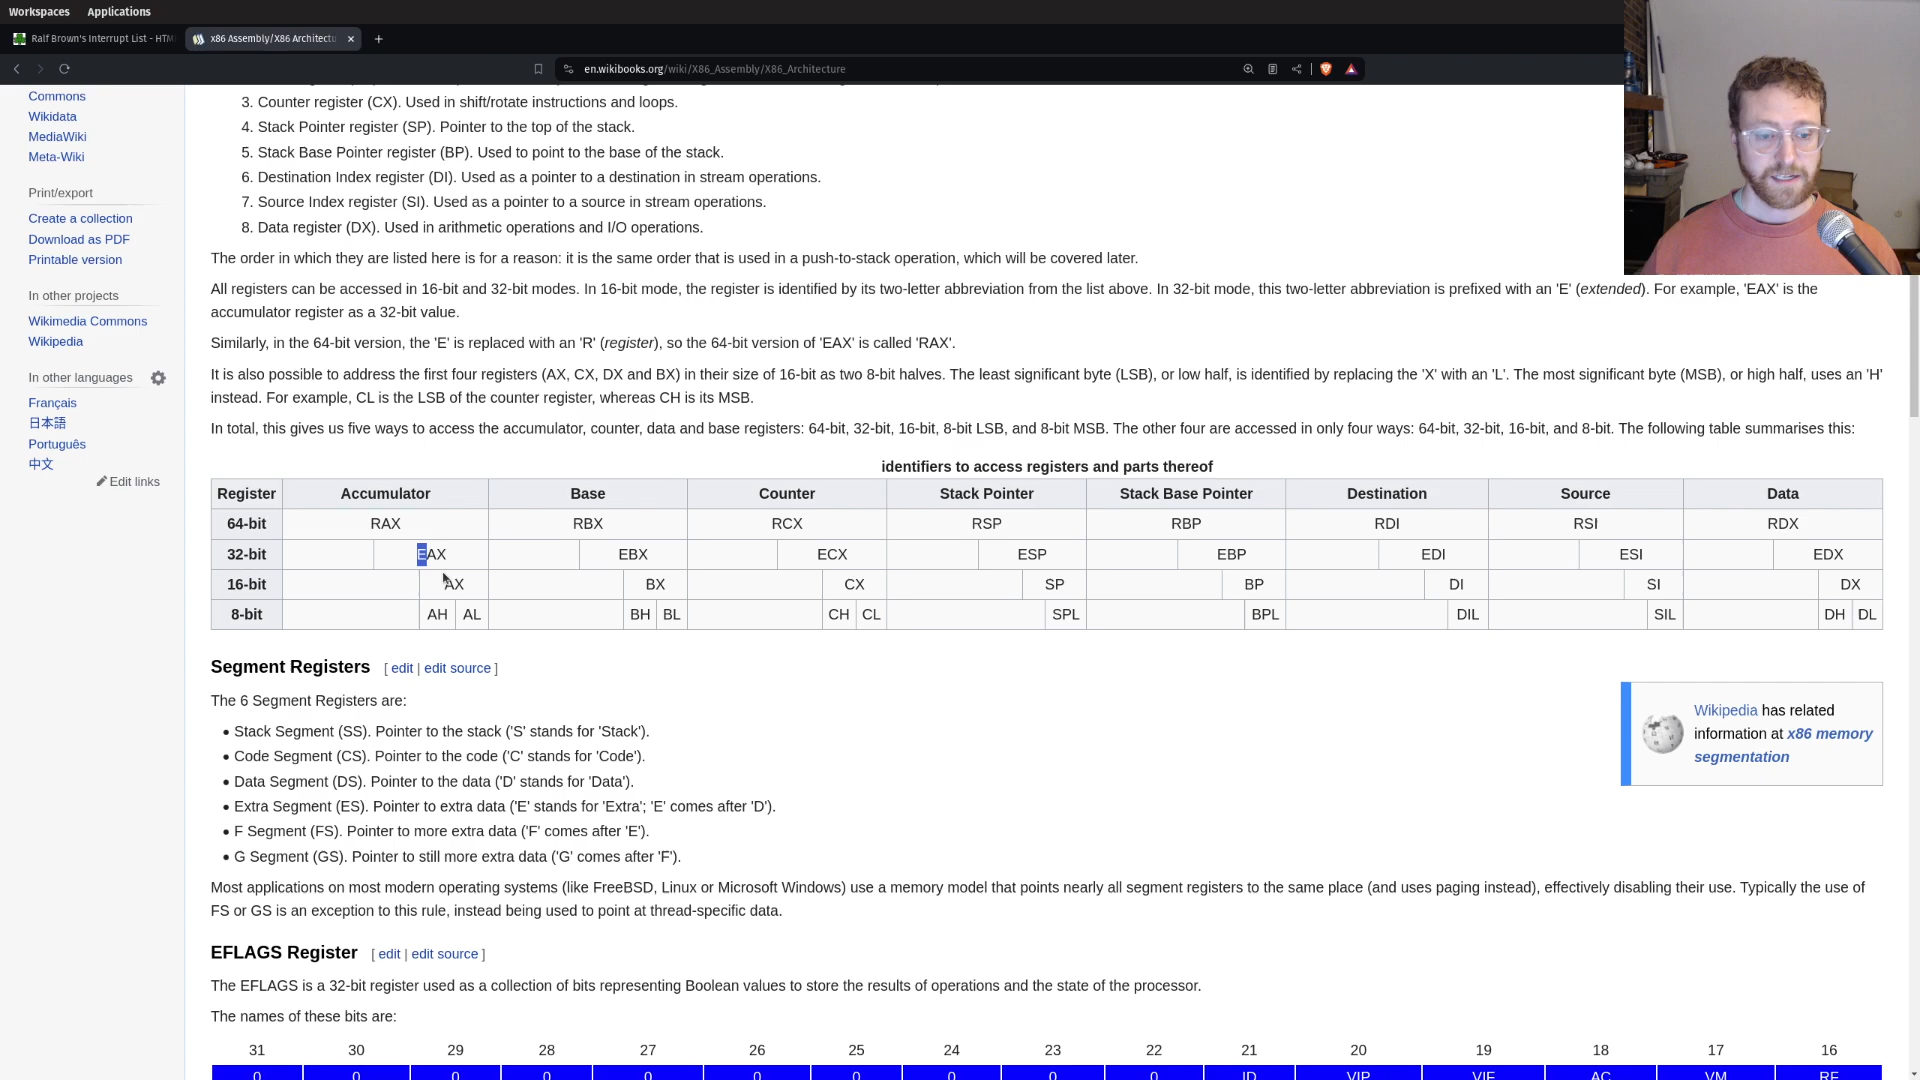 Workspaces Applications
Ralf Brown's Interrupt List - HTM
x86 Assembly/X86 Architectu
en.wikibooks.org/wiki/X86_Assembly/X86_Architecture
Commons
Wikidata
MediaWiki
Meta-Wiki
Print/export
Create a collection
Download as PDF
Printable version
In other projects
Wikimedia Commons
Wikipedia
In other languages
Français
日本語
Português
中文
Edit links
3. Counter register (CX). Used in shift/rotate instructions and loops.
4. Stack Pointer register (SP). Pointer to the top of the stack.
5. Stack Base Pointer register (BP). Used to point to the base of the stack.
6. Destination Index register (DI). Used as a pointer to a destination in stream operations.
7. Source Index register (SI). Used as a pointer to a source in stream operations.
8. Data register (DX). Used in arithmetic operations and I/O operations.
The order in which they are listed here is for a reason: it is the same order that is used in a push-to-stack operation, which will be covered later.
All registers can be accessed in 16-bit and 32-bit modes. In 16-bit mode, the register is identified by its two-letter abbreviation from the list above. In 32-bit mode, this two-letter abbreviation is prefixed with an 'E' (extended). For example, 'EAX' is the
accumulator register as a 32-bit value.
Similarly, in the 64-bit version, the 'E' is replaced with an 'R' (register), so the 64-bit version of 'EAX' is called 'RAX'.
It is also possible to address the first four registers (AX, CX, DX and BX) in their size of 16-bit as two 8-bit halves. The least significant byte (LSB), or low half, is identified by replacing the 'X' with an 'L'. The most significant byte (MSB), or high half, uses an 'H'
instead. For example, CL is the LSB of the counter register, whereas CH is its MSB.
In total, this gives us five ways to access the accumulator, counter, data and base registers: 64-bit, 32-bit, 16-bit, 8-bit LSB, and 8-bit MSB. The other four are accessed in only four ways: 64-bit, 32-bit, 16-bit, and 8-bit. The following table summarises this:
identifiers to access registers and parts thereof
Register Accumulator Base Counter Stack Pointer Stack Base Pointer Destination Source Data
64-bit RAX RBX RCX RSP RBP RDI RSI RDX
32-bit EAX EBX ECX ESP EBP EDI ESI EDX
16-bit AX BX CX SP BP DI SI DX
8-bit AH AL BH BL CH CL SPL BPL DIL SIL DH DL
Segment Registers [ edit | edit source ]
The 6 Segment Registers are:
• Stack Segment (SS). Pointer to the stack ('S' stands for 'Stack').
• Code Segment (CS). Pointer to the code ('C' stands for 'Code').
• Data Segment (DS). Pointer to the data ('D' stands for 'Data').
• Extra Segment (ES). Pointer to extra data ('E' stands for 'Extra'; 'E' comes after 'D').
• F Segment (FS). Pointer to more extra data ('F' comes after 'E').
• G Segment (GS). Pointer to still more extra data ('G' comes after 'F').
Wikipedia has related
information at x86 memory
segmentation
Most applications on most modern operating systems (like FreeBSD, Linux or Microsoft Windows) use a memory model that points nearly all segment registers to the same place (and uses paging instead), effectively disabling their use. Typically the use of
FS or GS is an exception to this rule, instead being used to point at thread-specific data.
EFLAGS Register [ edit | edit source ]
The EFLAGS is a 32-bit register used as a collection of bits representing Boolean values to store the results of operations and the state of the processor.
The names of these bits are:
31 30 29 28 27 26 25 24 23 22 21 20 19 18 17 16
0 0 0 0 0 0 0 0 0 0 ID VIP VIF AC VM RF